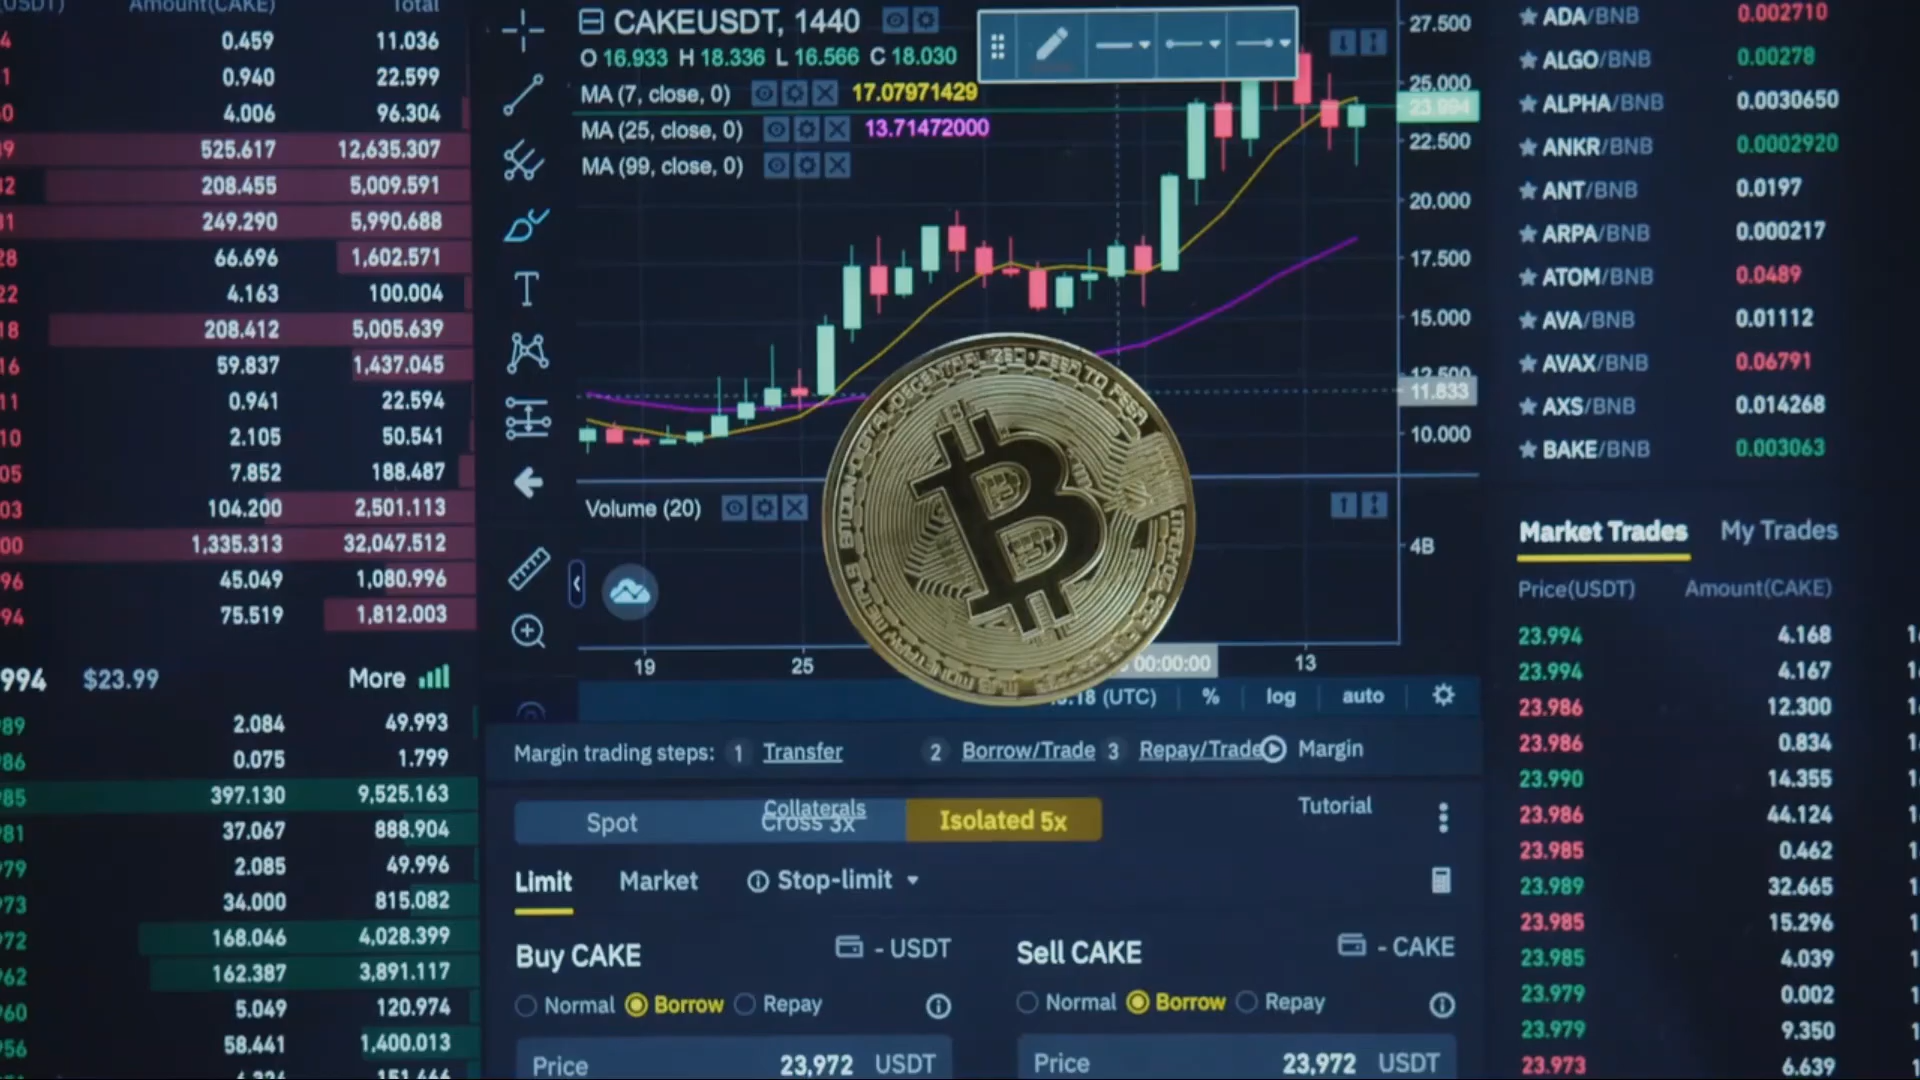 Amount(CAKE) Total
0.459 11.036
0.940 22.599
4.006 96.304
525.617 12,635.307
208.455 5,009.591
249.290 5,990.688
66.696 1,602.571
4.163 100.004
208.412 5,005.639
59.837 1,437.045
0.941 22.594
2.105 50.541
7.852 188.487
104.200 2,501.113
1,335.313 32,047.512
45.049 1,080.996
75.519 1,812.003
994 $23.99 More
2.084 49.993
0.075 1.799
397.130 9,525.163
37.067 888.904
2.085 49.996
34.000 815.082
168.046 4,028.399
162.387 3,891.117
5.049 120.974
58.441 1,400.013
CAKEUSDT, 1440
O 16.933 H 18.336 L 16.566 C 18.030
MA (7, close, 0) 17.07971429
MA (25, close, 0) 13.71472000
MA (99, close, 0)
27.500
25.000
23.994
22.500
20.000
17.500
15.000
12.500
11.833
10.000
Volume (20)
4B
19 25 00:00:00 13
(UTC) % log auto
Margin trading steps: 1 Transfer 2 Borrow/Trade 3 Repay/Trade Margin
Collaterals Tutorial
Spot Cross 3x Isolated 5x
Limit Market Stop-limit
Buy CAKE - USDT Sell CAKE - CAKE
Normal Borrow Repay Normal Borrow Repay
Price 23,972 USDT Price 23,972 USDT
ADA/BNB 0.002710
ALGO/BNB 0.00278
ALPHA/BNB 0.0030650
ANKR/BNB 0.0002920
ANT/BNB 0.0197
ARPA/BNB 0.000217
ATOM/BNB 0.0489
AVA/BNB 0.01112
AVAX/BNB 0.06791
AXS/BNB 0.014268
BAKE/BNB 0.003063
Market Trades My Trades
Price(USDT) Amount(CAKE)
23.994 4.168
23.994 4.167
23.986 12.300
23.986 0.834
23.990 14.355
23.986 44.124
23.985 0.462
23.989 32.665
23.985 15.296
23.985 4.039
23.979 0.002
23.979 9.350
23.973 6.639